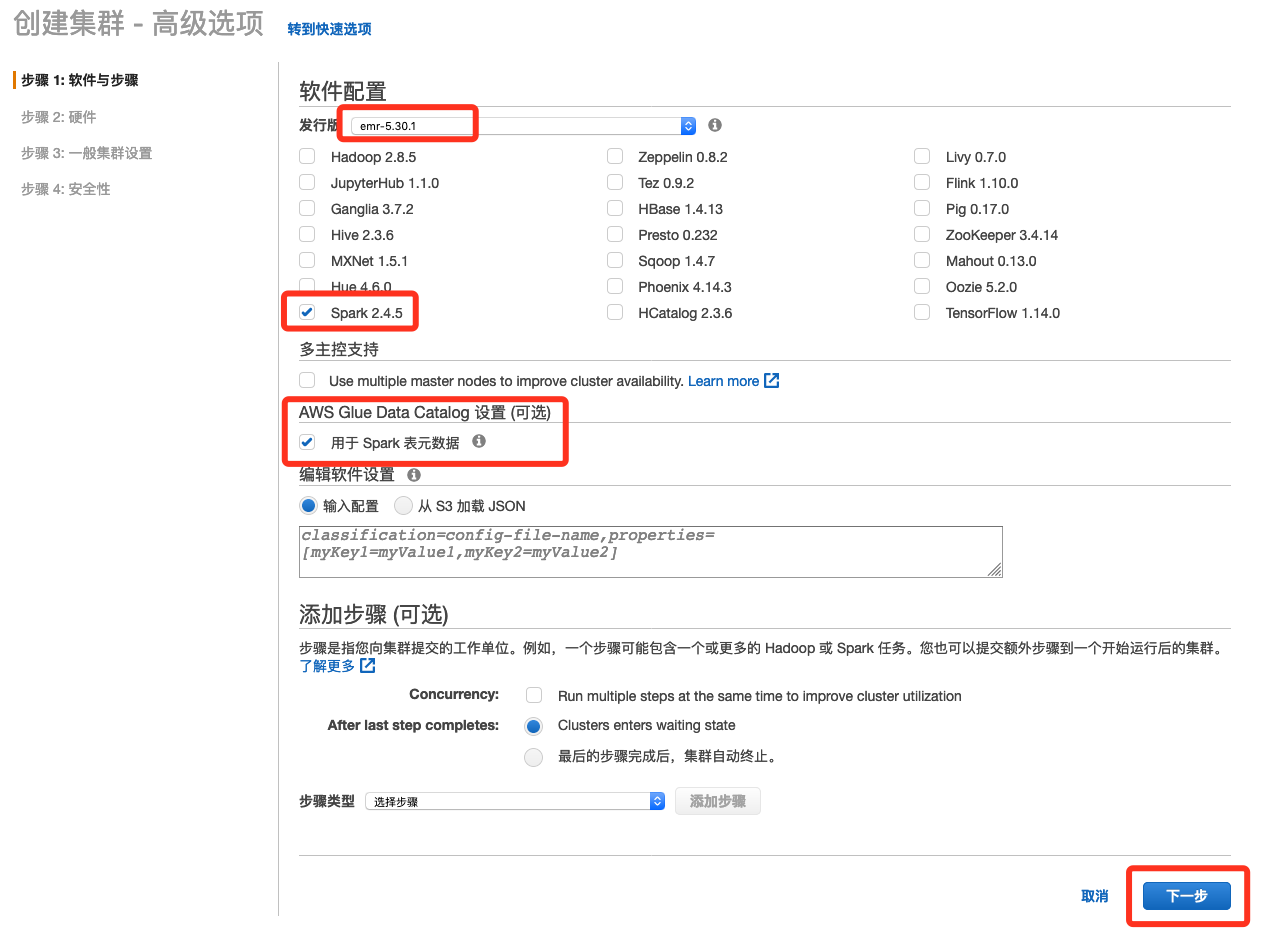 创建集群 - 高级选项 转到快速选项
步骤 1: 软件与步骤
步骤 2: 硬件
步骤 3: 一般集群设置
步骤 4: 安全性
软件配置
发行版 emr-5.30.1
Hadoop 2.8.5 Zeppelin 0.8.2 Livy 0.7.0
JupyterHub 1.1.0 Tez 0.9.2 Flink 1.10.0
Ganglia 3.7.2 HBase 1.4.13 Pig 0.17.0
Hive 2.3.6 Presto 0.232 ZooKeeper 3.4.14
MXNet 1.5.1 Sqoop 1.4.7 Mahout 0.13.0
Hue 4.6.0 Phoenix 4.14.3 Oozie 5.2.0
Spark 2.4.5 HCatalog 2.3.6 TensorFlow 1.14.0
多主控支持
Use multiple master nodes to improve cluster availability. Learn more
AWS Glue Data Catalog 设置 (可选)
用于 Spark 表元数据
编辑软件设置
输入配置 从 S3 加载 JSON
classification=config-file-name,properties=
[myKey1=myValue1,myKey2=myValue2]
添加步骤 (可选)
步骤是指您向集群提交的工作单位。例如，一个步骤可能包含一个或更多的 Hadoop 或 Spark 任务。您也可以提交额外步骤到一个开始运行后的集群。
了解更多
Concurrency: Run multiple steps at the same time to improve cluster utilization
After last step completes: Clusters enters waiting state
最后的步骤完成后，集群自动终止。
步骤类型 选择步骤 添加步骤
取消 下一步